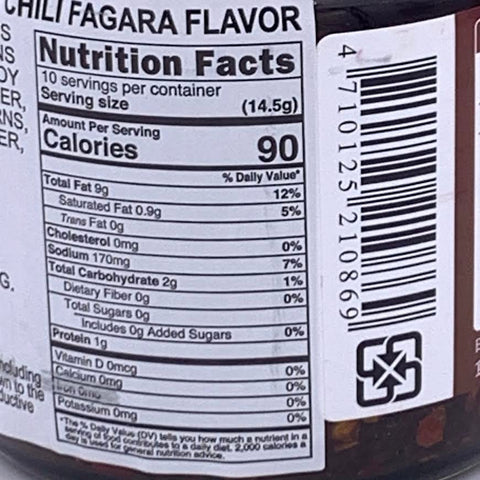 CHILI FAGARA FLAVOR
Nutrition Facts
10 servings per container
Serving size (14.5g)
Amount Per Serving
Calories 90
% Daily Value*
Total Fat 9g 12%
Saturated Fat 0.9g 5%
Trans Fat 0g
Cholesterol 0mg 0%
Sodium 170mg 7%
Total Carbohydrate 2g 1%
Dietary Fiber 0g 0%
Total Sugars 0g
Includes 0g Added Sugars 0%
Protein 1g
Vitamin D 0mcg 0%
Calcium 0mg 0%
Iron 0mg 0%
Potassium 0mg 0%
*The % Daily Value (DV) tells you how much a nutrient in a
serving of food contributes to a daily diet. 2,000 calories a
day is used for general nutrition advice.
4 710125 210869